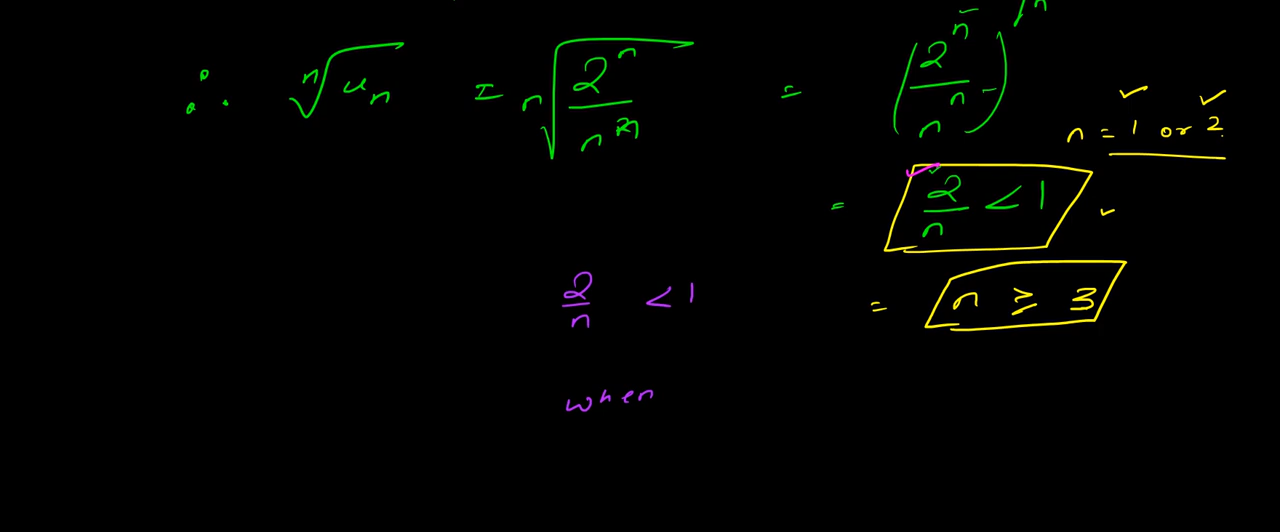 ∴ ⁿ√uₙ = ⁿ√(2ⁿ/nⁿ) = (2ⁿ/nⁿ)^(1/n)
n = 1 or 2
= 2/n < 1
2/n < 1 = n ≥ 3
when